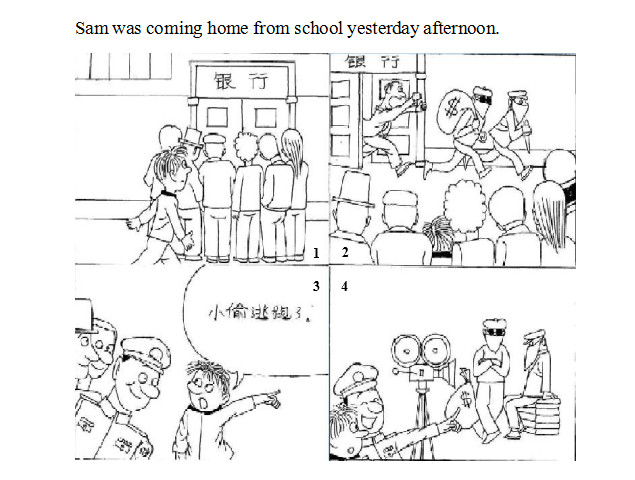 Sam was coming home from school yesterday afternoon.
银行
1
银行
$
2
3
小偷逃跑了!
4
$